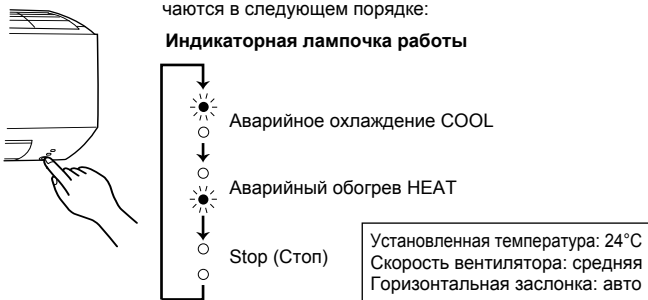 чаются в следующем порядке:
Индикаторная лампочка работы
Аварийное охлаждение COOL
Аварийный обогрев HEAT
Stop (Стоп)
Установленная температура: 24°C
Скорость вентилятора: средняя
Горизонтальная заслонка: авто